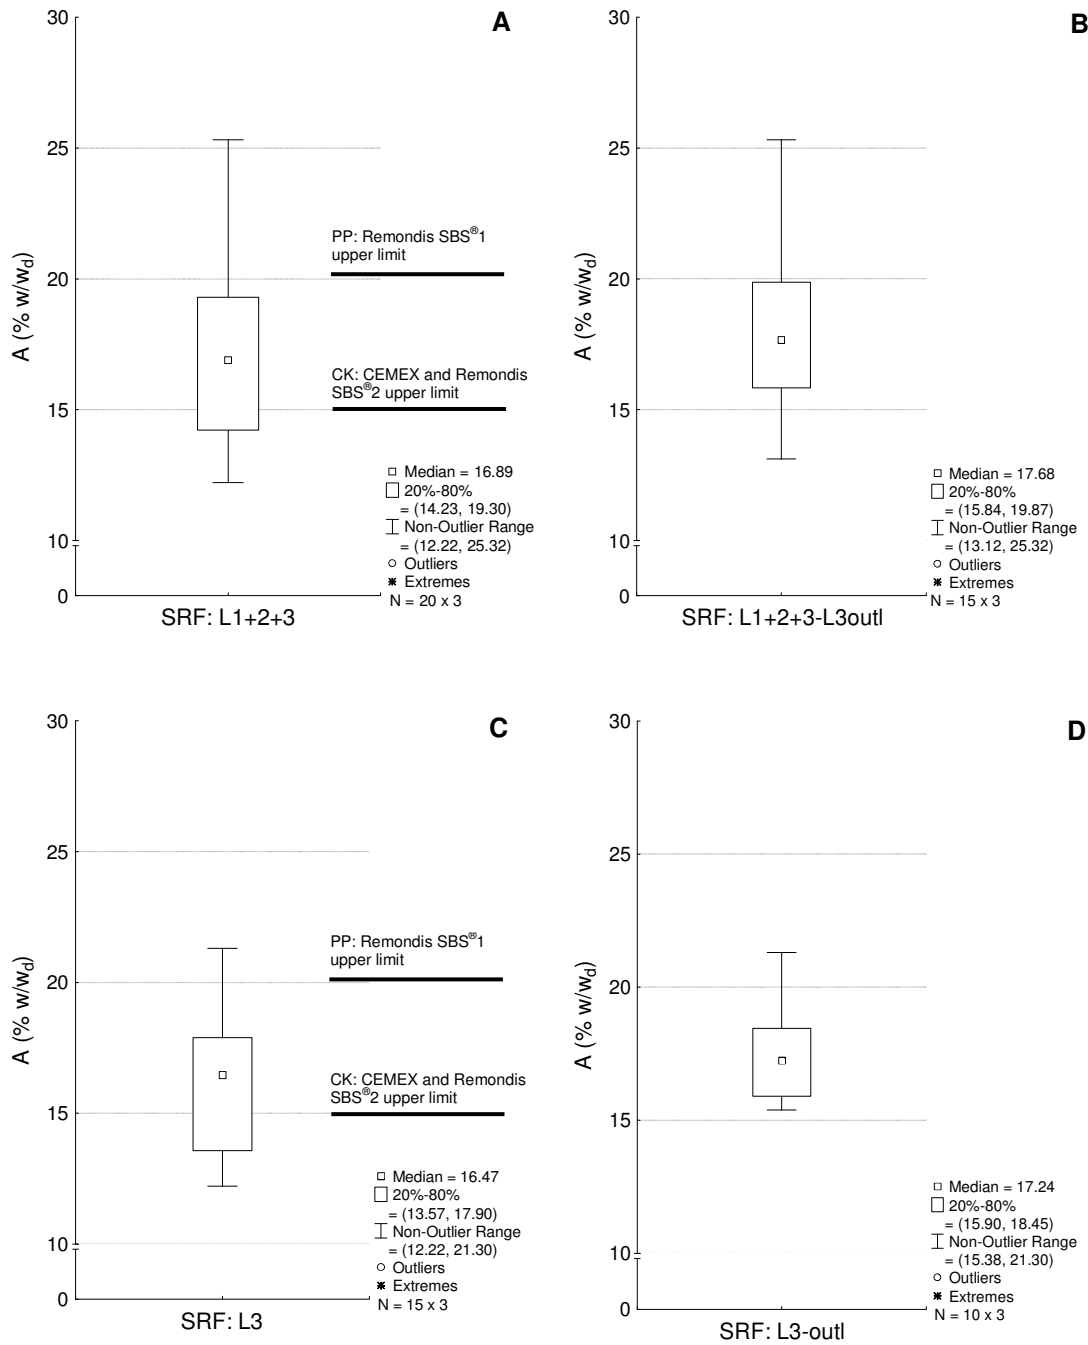 A
30
25
20
15
10
0
A (% w/w_d)
PP: Remondis SBS®1
upper limit
CK: CEMEX and Remondis
SBS®2 upper limit
Median = 16.89
20%-80%
= (14.23, 19.30)
Non-Outlier Range
= (12.22, 25.32)
Outliers
Extremes
N = 20 x 3
SRF: L1+2+3
B
30
25
20
15
10
0
A (% w/w_d)
Median = 17.68
20%-80%
= (15.84, 19.87)
Non-Outlier Range
= (13.12, 25.32)
Outliers
Extremes
N = 15 x 3
SRF: L1+2+3-L3outl
C
30
25
20
15
10
0
A (% w/w_d)
PP: Remondis SBS®1
upper limit
CK: CEMEX and Remondis
SBS®2 upper limit
Median = 16.47
20%-80%
= (13.57, 17.90)
Non-Outlier Range
= (12.22, 21.30)
Outliers
Extremes
N = 15 x 3
SRF: L3
D
30
25
20
15
10
0
A (% w/w_d)
Median = 17.24
20%-80%
= (15.90, 18.45)
Non-Outlier Range
= (15.38, 21.30)
Outliers
Extremes
N = 10 x 3
SRF: L3-outl